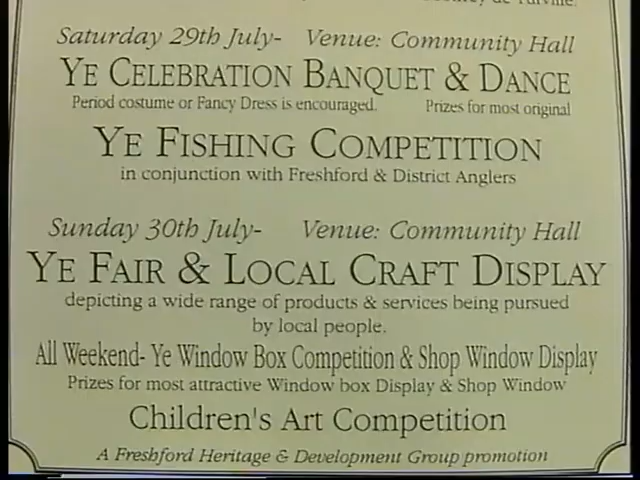 Saturday 29th July- Venue: Community Hall
YE CELEBRATION BANQUET & DANCE
Period costume or Fancy Dress is encouraged. Prizes for most original
YE FISHING COMPETITION
in conjunction with Freshford & District Anglers
Sunday 30th July- Venue: Community Hall
YE FAIR & LOCAL CRAFT DISPLAY
depicting a wide range of products & services being pursued
by local people.
All Weekend- Ye Window Box Competition & Shop Window Display
Prizes for most attractive Window box Display & Shop Window
Children's Art Competition
A Freshford Heritage & Development Group promotion